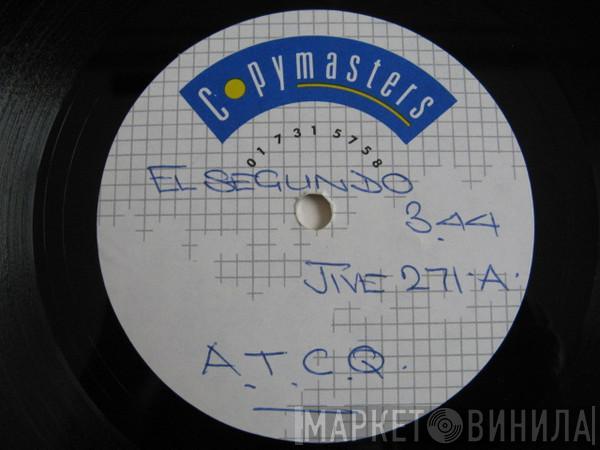 Copymasters
01 731 5758
EL SEGUNDO
3.44
JIVE 271.A.
A.T.C.Q.
МАРКЕТ ВИНИЛА